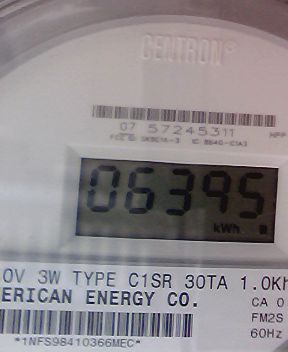 CENTRON®
07 57245311
06395
kWh
0V 3W TYPE C1SR 30TA 1.0Kh
ERICAN ENERGY CO.
CA 0
FM2S
60Hz
*1NFS98410366MEC*